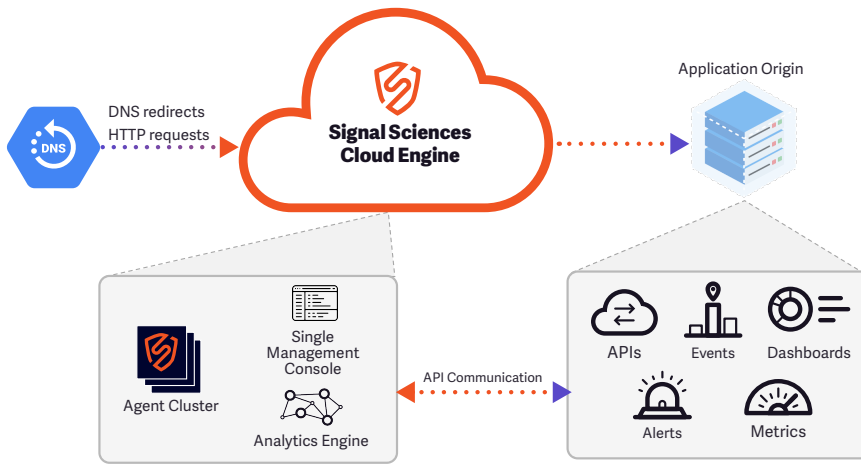 DNS redirects
HTTP requests
DNS
Signal Sciences
Cloud Engine
Application Origin
Agent Cluster
Single
Management
Console
Analytics Engine
API Communication
APIs
Events
Dashboards
Alerts
Metrics